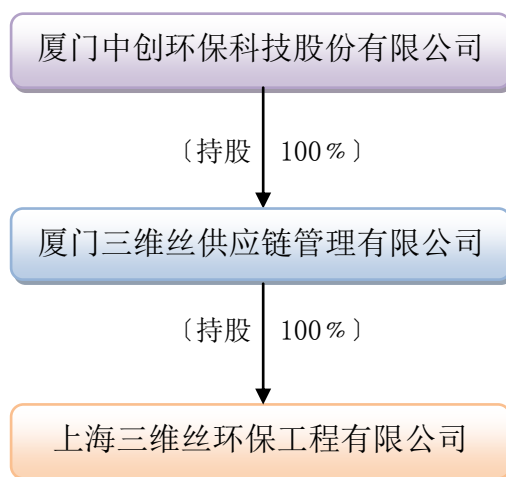 厦门中创环保科技股份有限公司
〔持股 100%〕
厦门三维丝供应链管理有限公司
〔持股 100%〕
上海三维丝环保工程有限公司